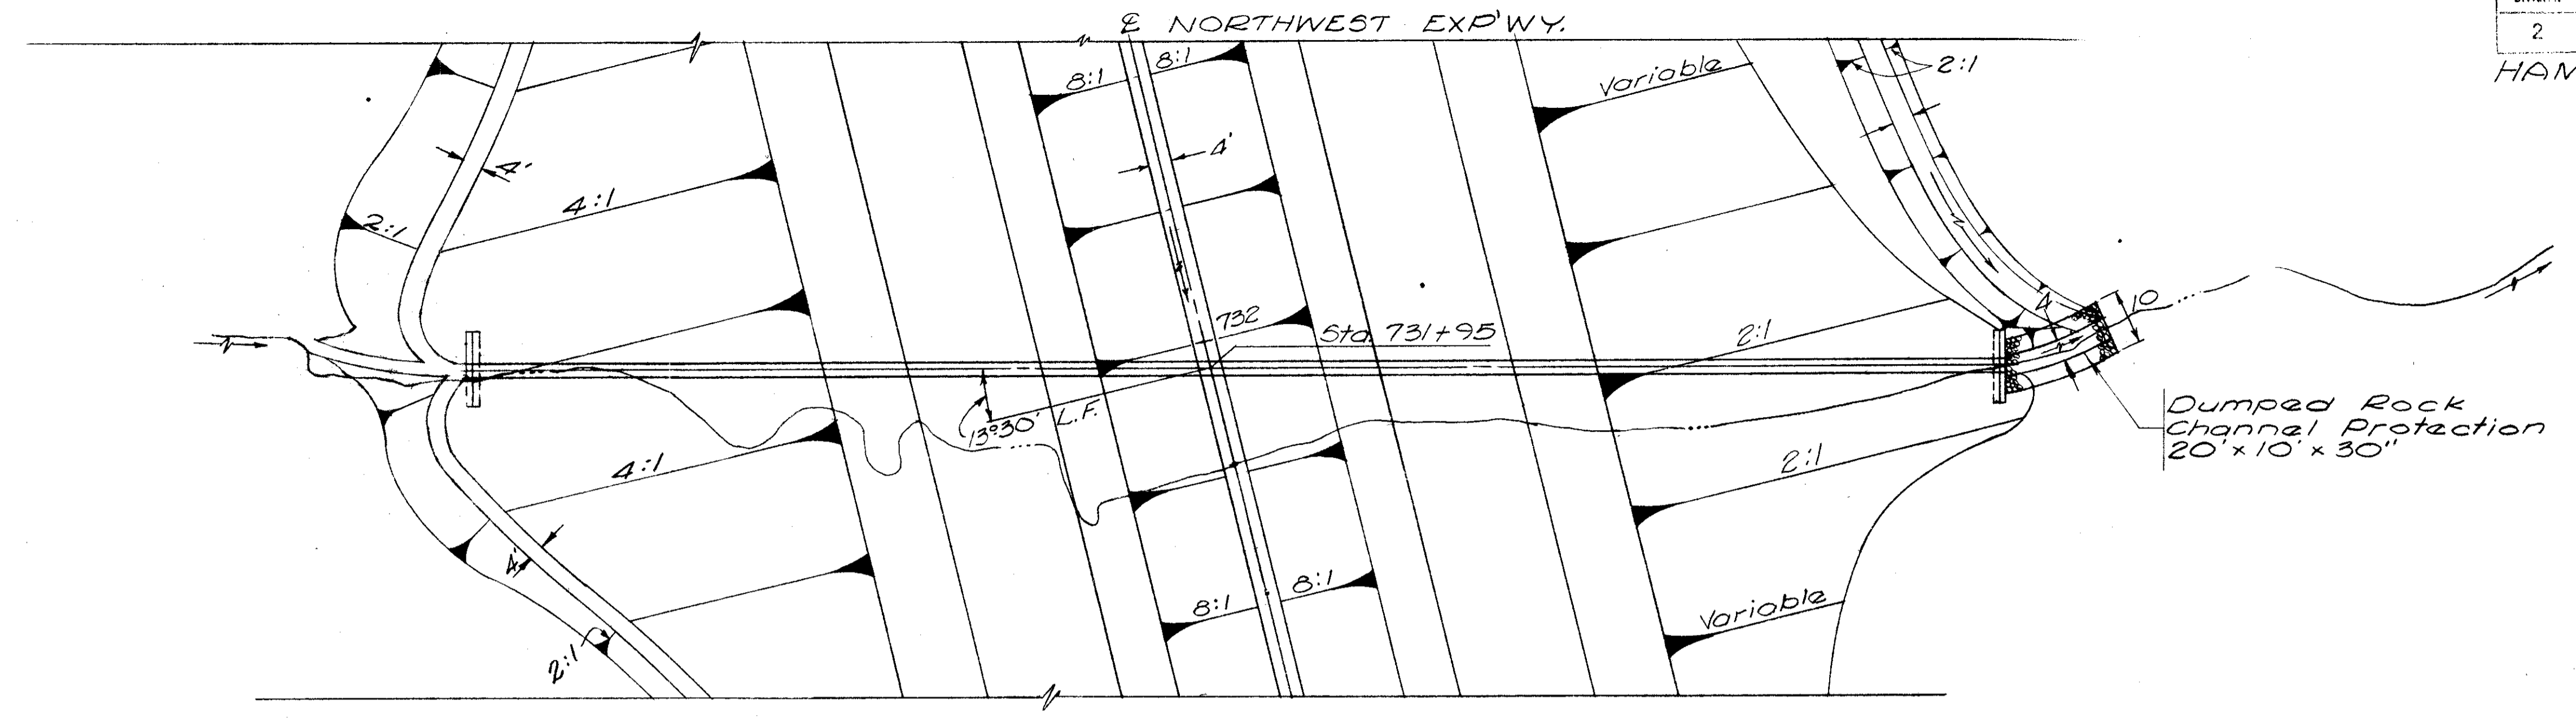 ℄ NORTHWEST EXP'WY.
2
HAM
8:1
8:1
Variable
2:1
4'
4'
4:1
2:1
732
Sta. 731+95
2:1
4
10
13°30' L.F.
Dumped Rock
Channel Protection
20' x 10' x 30"
4:1
2:1
4'
8:1
8:1
Variable
2:1